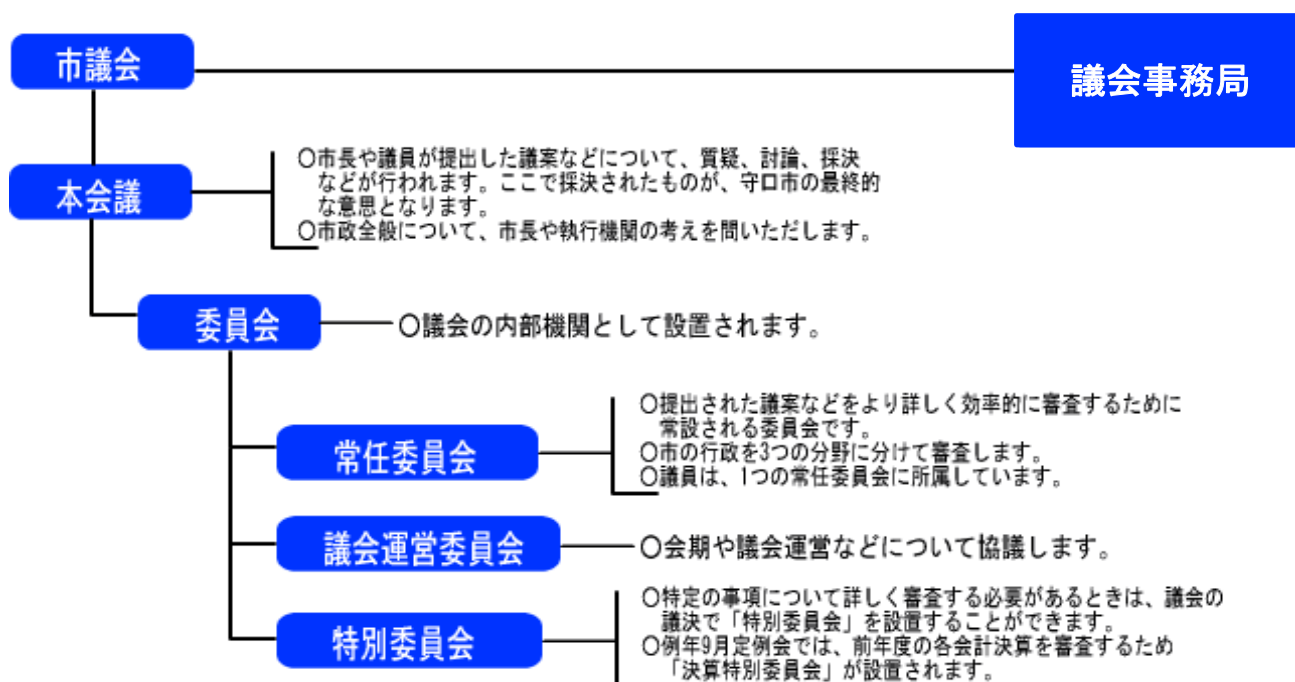 市議会
議会事務局
本会議
○市長や議員が提出した議案などについて、質疑、討論、採決
などが行われます。ここで採決されたものが、守口市の最終的
な意思となります。
○市政全般について、市長や執行機関の考えを問いただします。
委員会
○議会の内部機関として設置されます。
常任委員会
○提出された議案などをより詳しく効率的に審査するために
常設される委員会です。
○市の行政を3つの分野に分けて審査します。
○議員は、1つの常任委員会に所属しています。
議会運営委員会
○会期や議会運営などについて協議します。
特別委員会
○特定の事項について詳しく審査する必要があるときは、議会の
議決で「特別委員会」を設置することができます。
○例年9月定例会では、前年度の各会計決算を審査するため
「決算特別委員会」が設置されます。